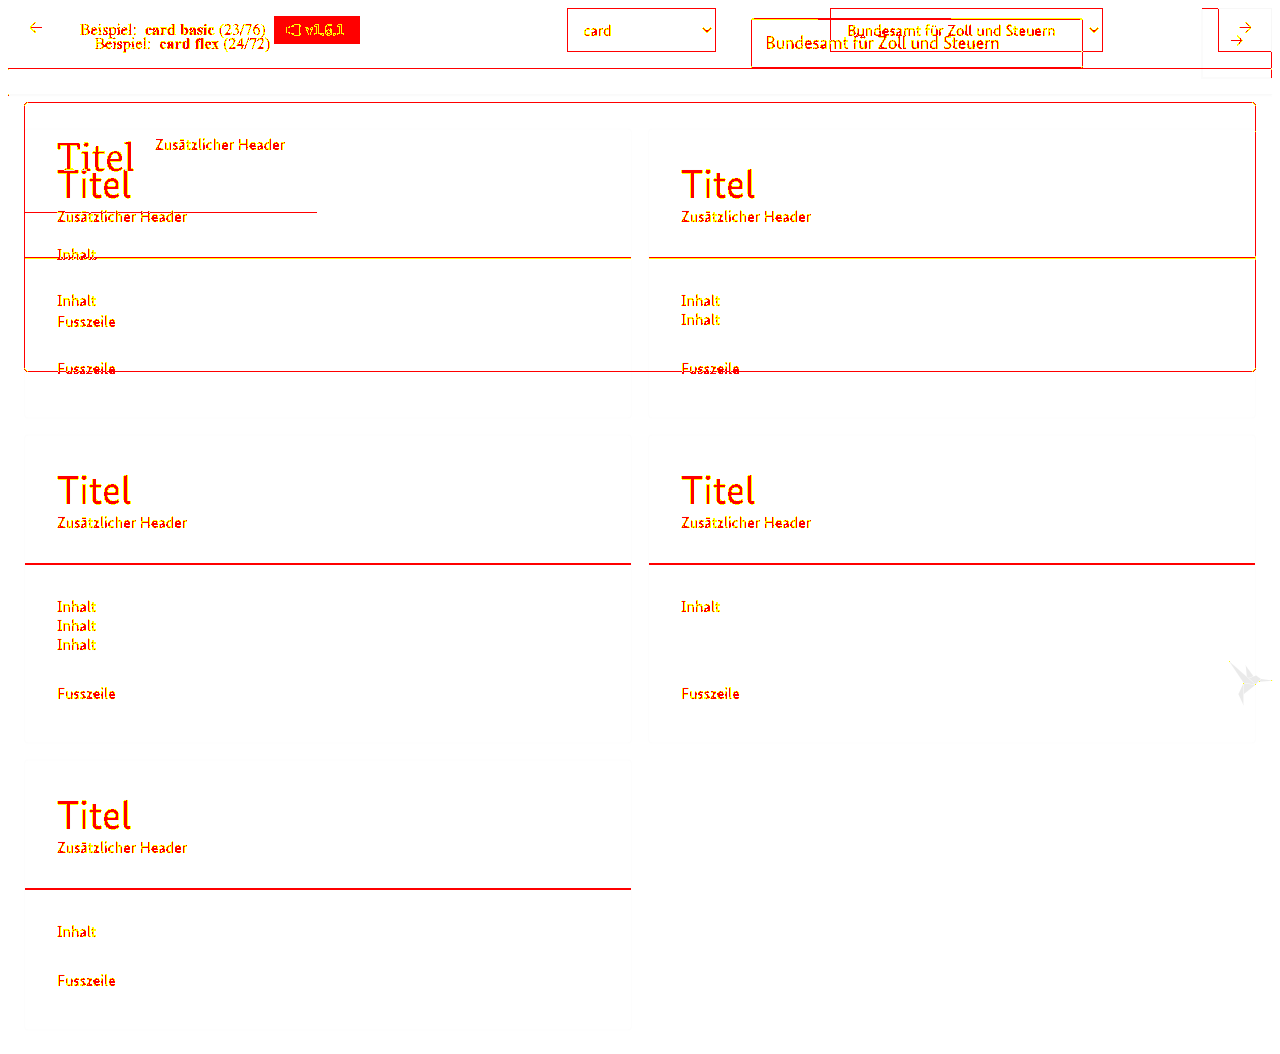 Beispiel: card basic (23/76)
v1.6.1
card
Bundesamt für Zoll und Steuern
Beispiel: card flex (24/72)
Bundesamt für Zoll und Steuern
Titel
Zusätzlicher Header
Titel
Titel
Zusätzlicher Header
Zusätzlicher Header
Inhalt
Inhalt
Inhalt
Fusszeile
Inhalt
Fusszeile
Fusszeile
Titel
Titel
Zusätzlicher Header
Zusätzlicher Header
Inhalt
Inhalt
Inhalt
Inhalt
Fusszeile
Fusszeile
Titel
Zusätzlicher Header
Inhalt
Fusszeile